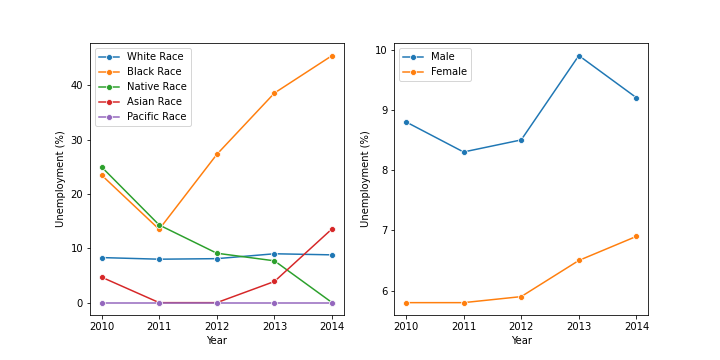 White Race
Black Race
Native Race
Asian Race
Pacific Race
Unemployment (%)
40
30
20
10
0
2010 2011 2012 2013 2014
Year
Male
Female
Unemployment (%)
10
9
8
7
6
2010 2011 2012 2013 2014
Year